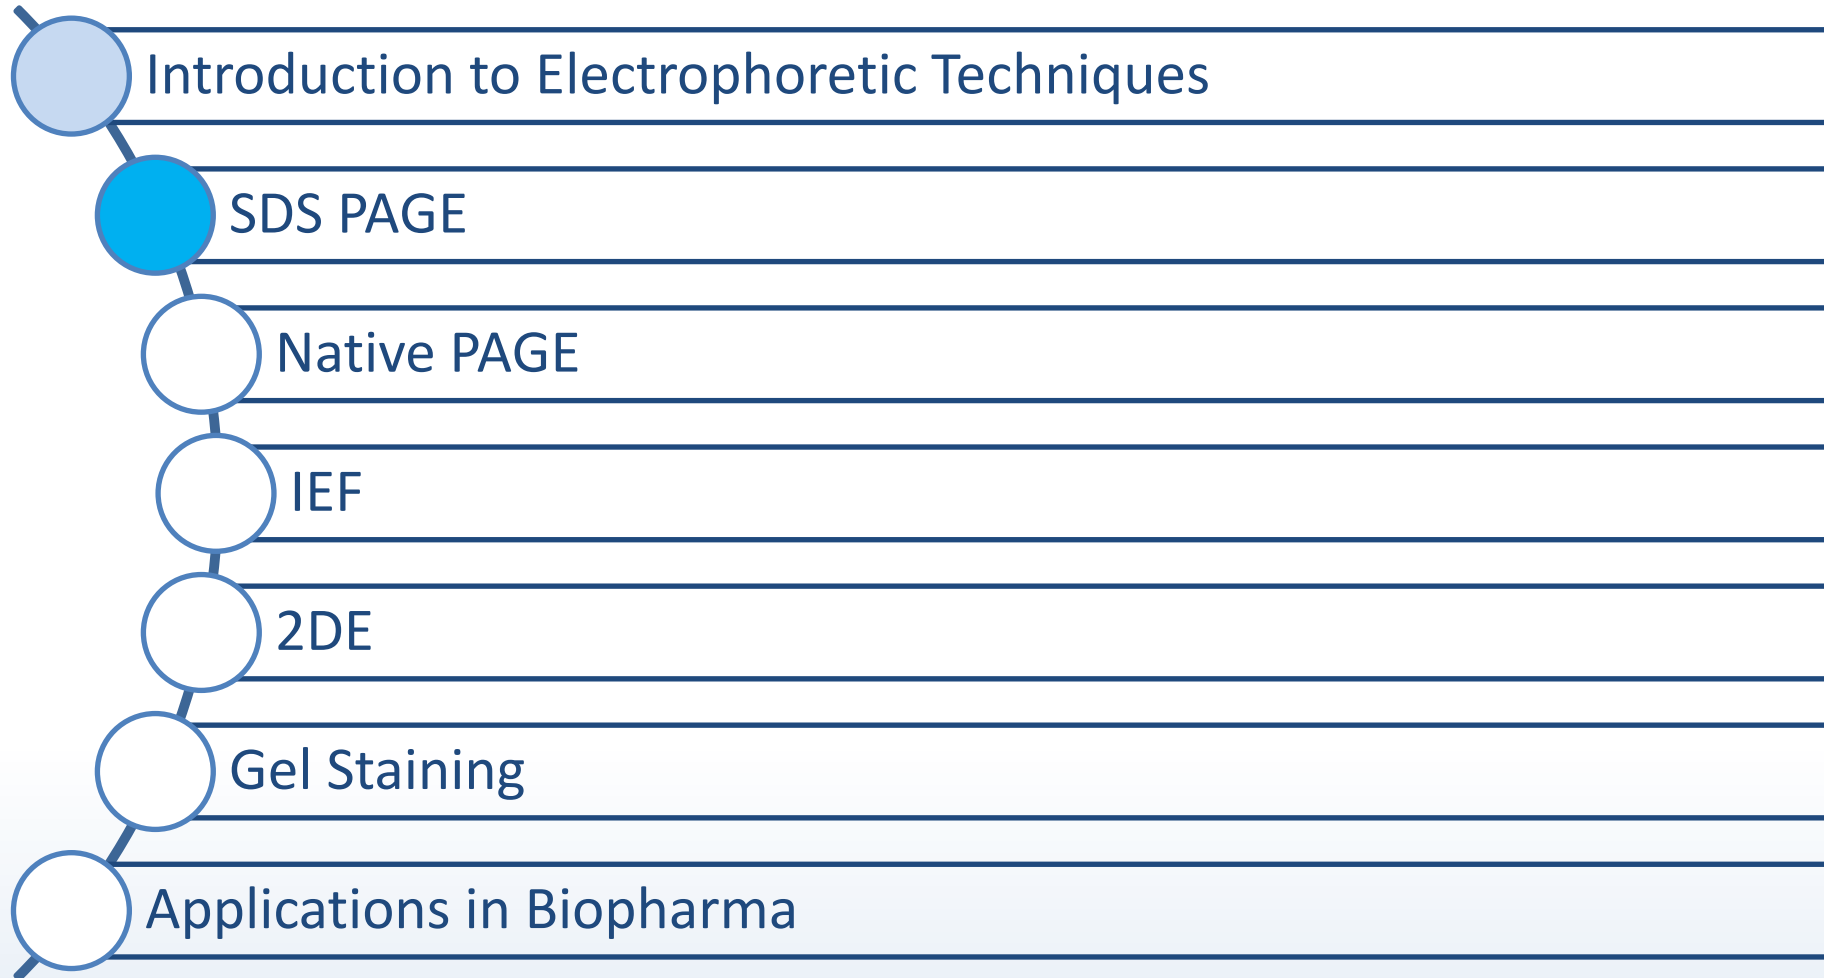 Introduction to Electrophoretic Techniques
SDS PAGE
Native PAGE
IEF
2DE
Gel Staining
Applications in Biopharma